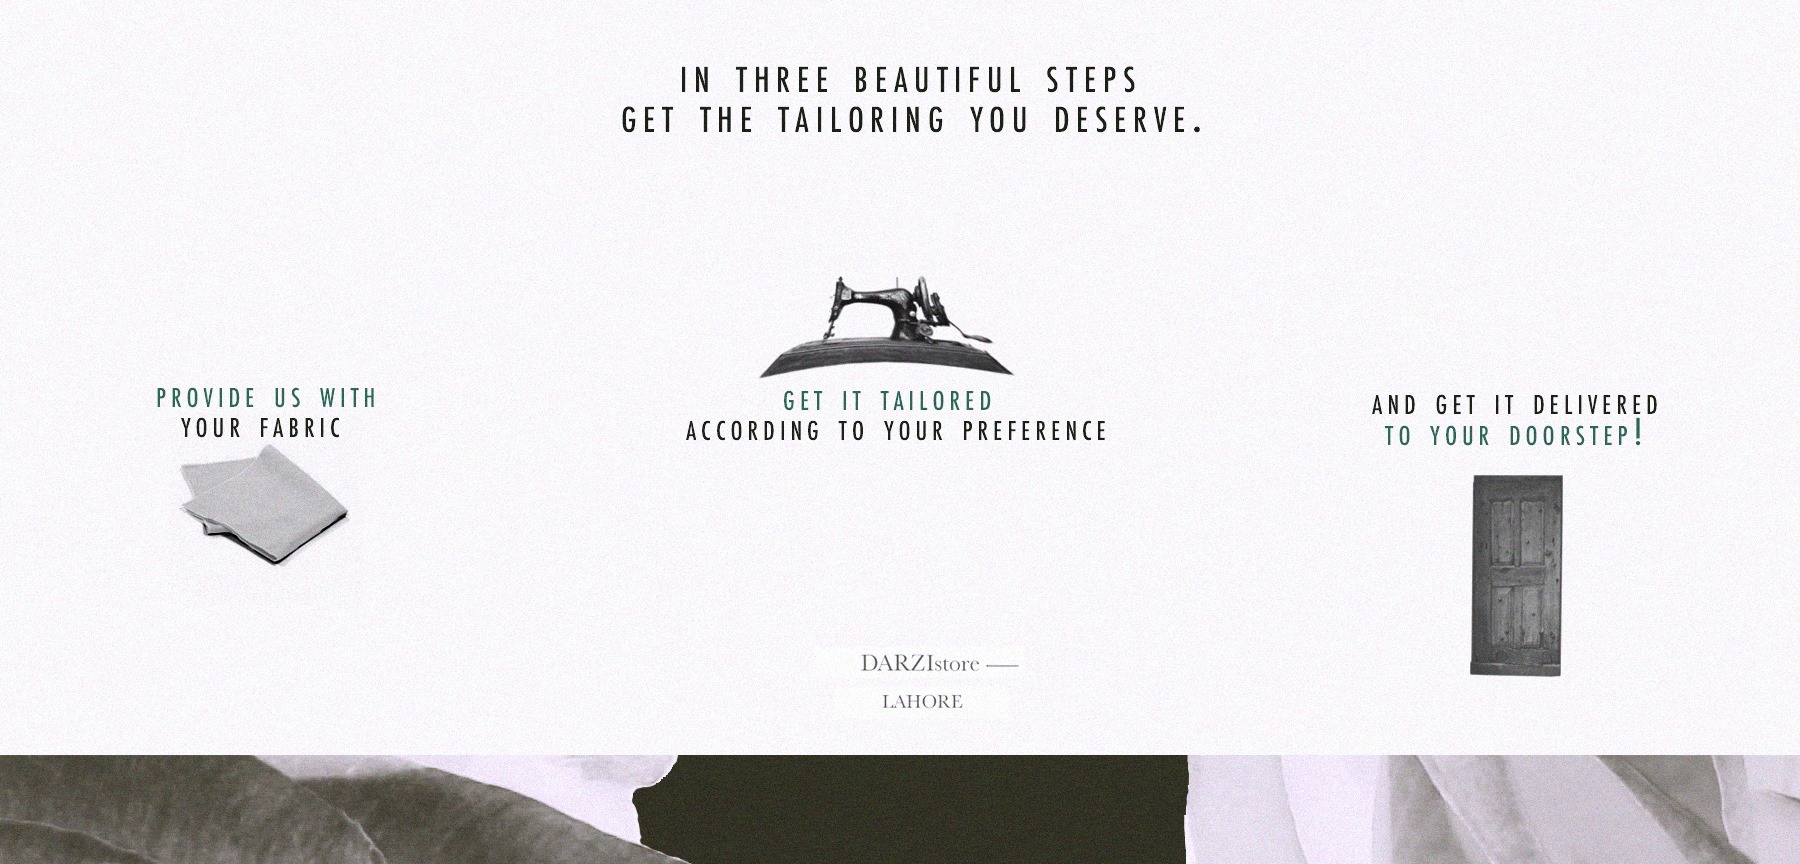 IN THREE BEAUTIFUL STEPS
GET THE TAILORING YOU DESERVE.
PROVIDE US WITH
YOUR FABRIC
GET IT TAILORED
ACCORDING TO YOUR PREFERENCE
AND GET IT DELIVERED
TO YOUR DOORSTEP!
DARZIstore —
LAHORE